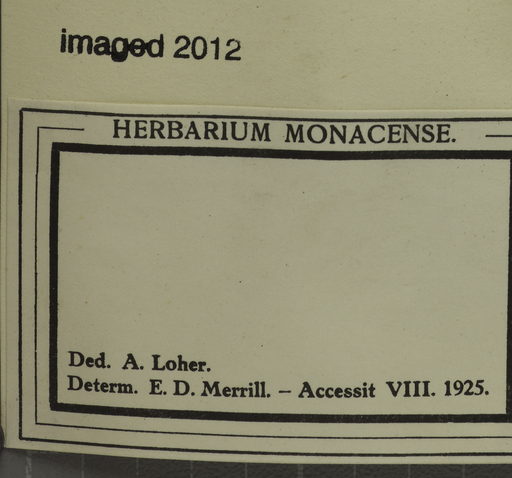 imaged 2012
HERBARIUM MONACENSE.
Ded. A. Loher.
Determ. E. D. Merrill. – Accessit VIII. 1925.